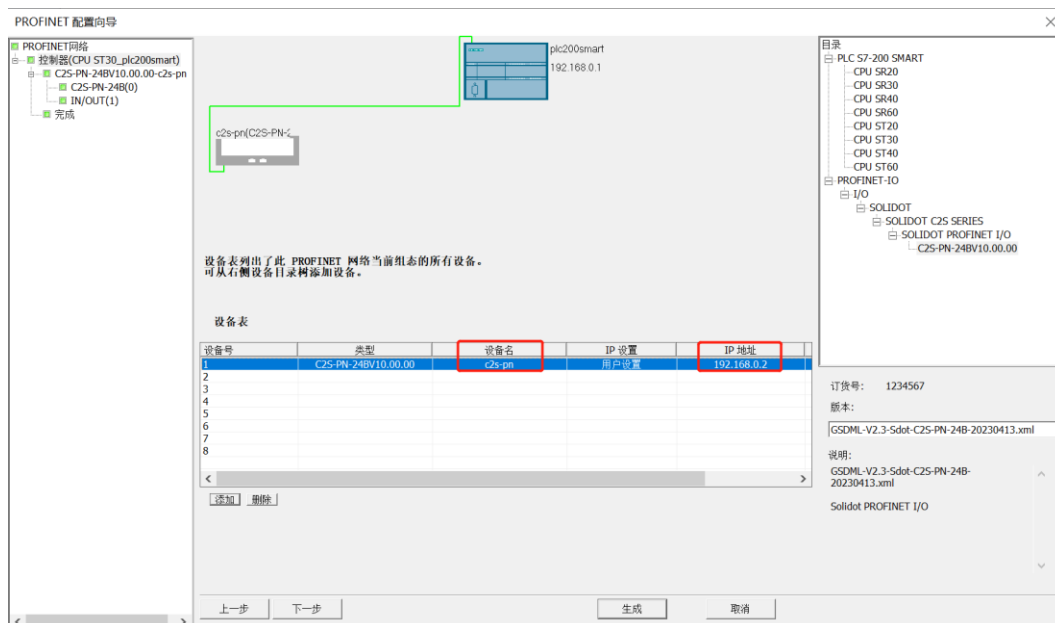 PROFINET 配置向导
PROFINET网络
控制器(CPU ST30_plc200smart)
C2S-PN-24BV10.00.00-c2s-pn
C2S-PN-24B(0)
IN/OUT(1)
完成
plc200smart
192.168.0.1
c2s-pn(C2S-PN-2
设备表列出了此 PROFINET 网络当前组态的所有设备。
可从右侧设备目录树添加设备。
设备表
设备号 类型 设备名 IP 设置 IP 地址
1 C2S-PN-24BV10.00.00 c2s-pn 用户设置 192.168.0.2
2
3
4
5
6
7
8
添加 删除
上一步 下一步 生成 取消
目录
PLC S7-200 SMART
CPU SR20
CPU SR30
CPU SR40
CPU SR60
CPU ST20
CPU ST30
CPU ST40
CPU ST60
PROFINET-IO
I/O
SOLIDOT
SOLIDOT C2S SERIES
SOLIDOT PROFINET I/O
C2S-PN-24BV10.00.00
订货号: 1234567
版本:
GSDML-V2.3-Sdot-C2S-PN-24B-20230413.xml
说明:
GSDML-V2.3-Sdot-C2S-PN-24B-
20230413.xml
Solidot PROFINET I/O